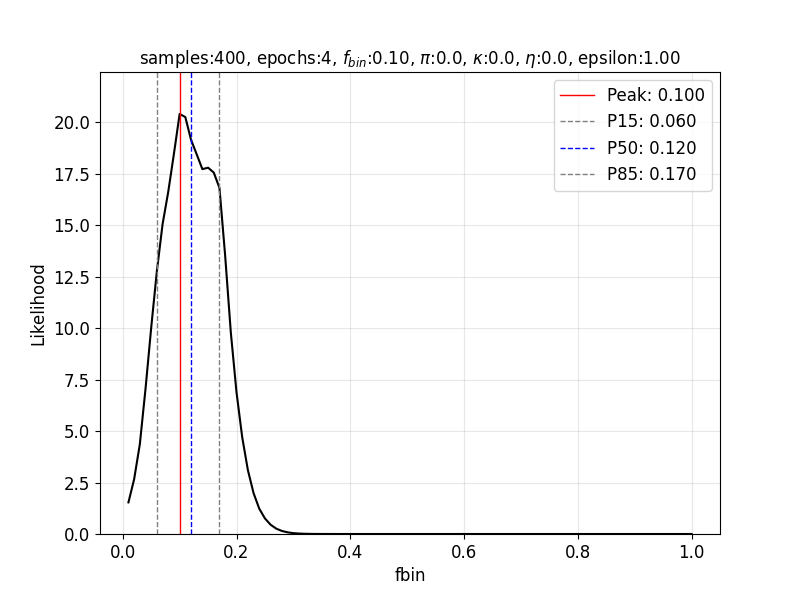 samples:400, epochs:4, f_bin:0.10, π:0.0, κ:0.0, η:0.0, epsilon:1.00
Peak: 0.100
P15: 0.060
P50: 0.120
P85: 0.170
20.0
17.5
15.0
12.5
10.0
7.5
5.0
2.5
0.0
Likelihood
0.0 0.2 0.4 0.6 0.8 1.0
fbin